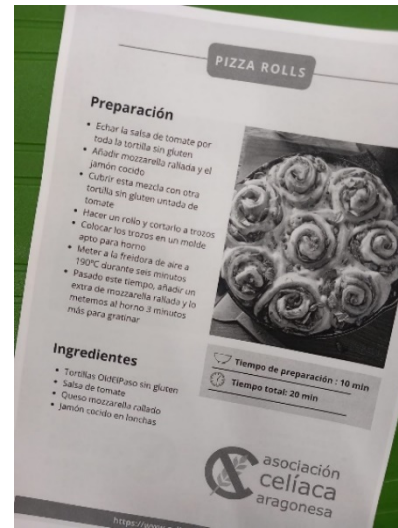 PIZZA ROLLS
Preparación
• Echar la salsa de tomate por
toda la tortilla sin gluten
• Añadir mozzarella rallada y el
jamón cocido
• Cubrir esta mezcla con otra
tortilla sin gluten untada de
tomate
• Hacer un rollo y cortarlo a trozos
• Colocar los trozos en un molde
apto para horno
• Meter a la freidora de aire a
190ºC durante seis minutos
• Pasado este tiempo, añadir un
extra de mozzarella rallada y lo
metemos al horno 3 minutos
más para gratinar
Tiempo de preparación : 10 min
Tiempo total: 20 min
Ingredientes
• Tortillas OldElPaso sin gluten
• Salsa de tomate
• Queso mozzarella rallado
• Jamón cocido en lonchas
asociación
celíaca
aragonesa